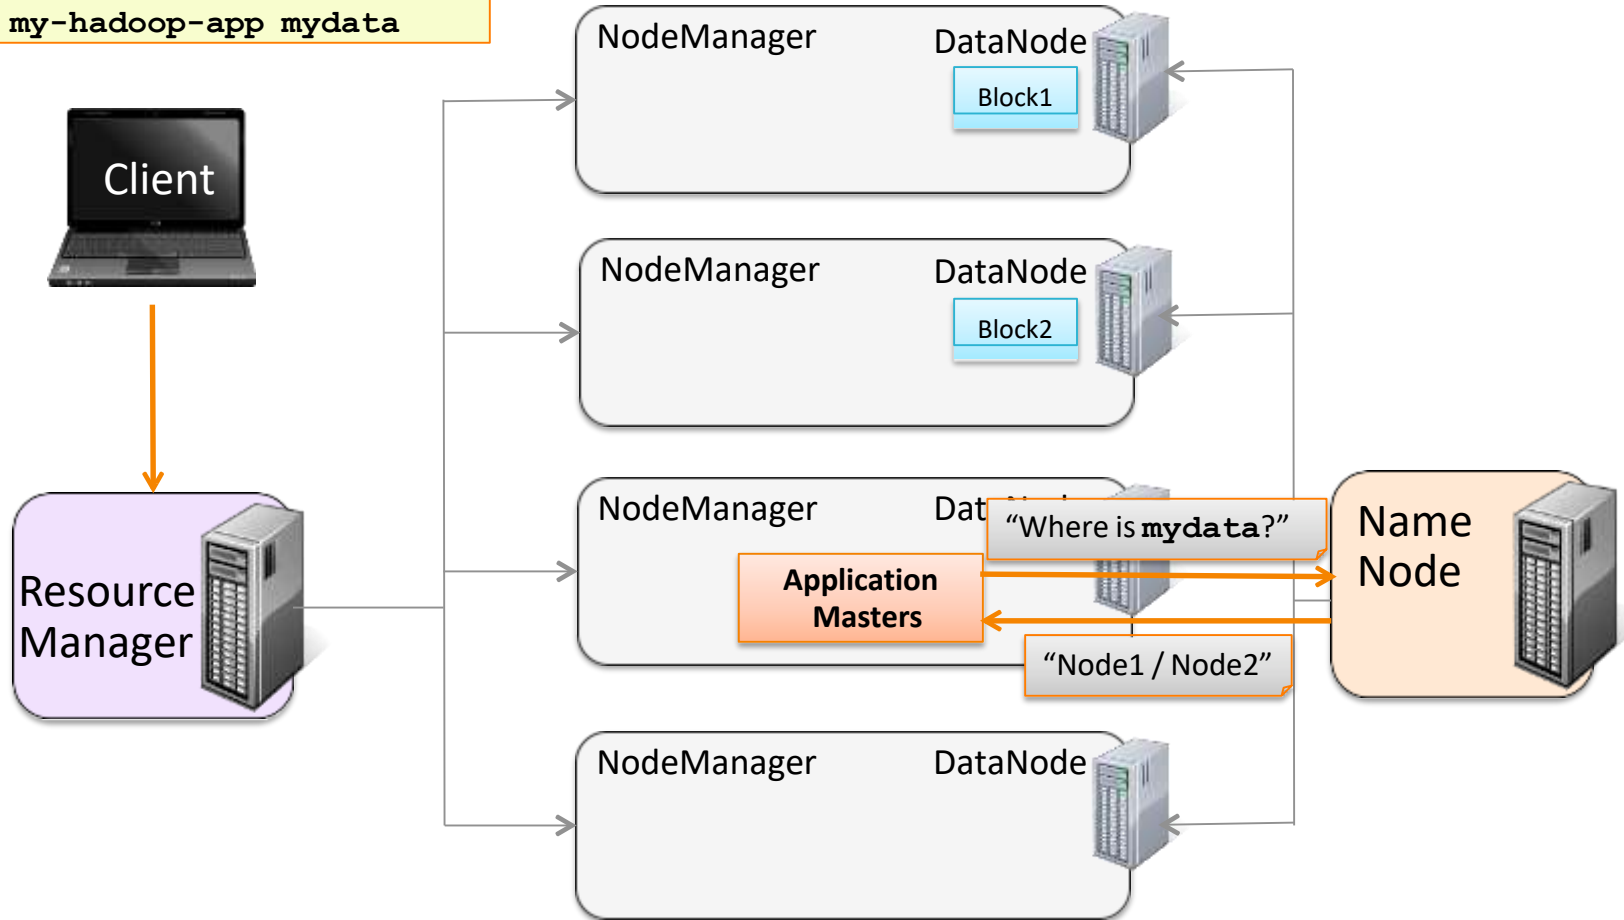 my-hadoop-app mydata
Client
Resource
Manager
NodeManager
DataNode
Block1
NodeManager
DataNode
Block2
NodeManager
Application
Masters
“Where is mydata?”
“Node1 / Node2”
Name
Node
NodeManager
DataNode